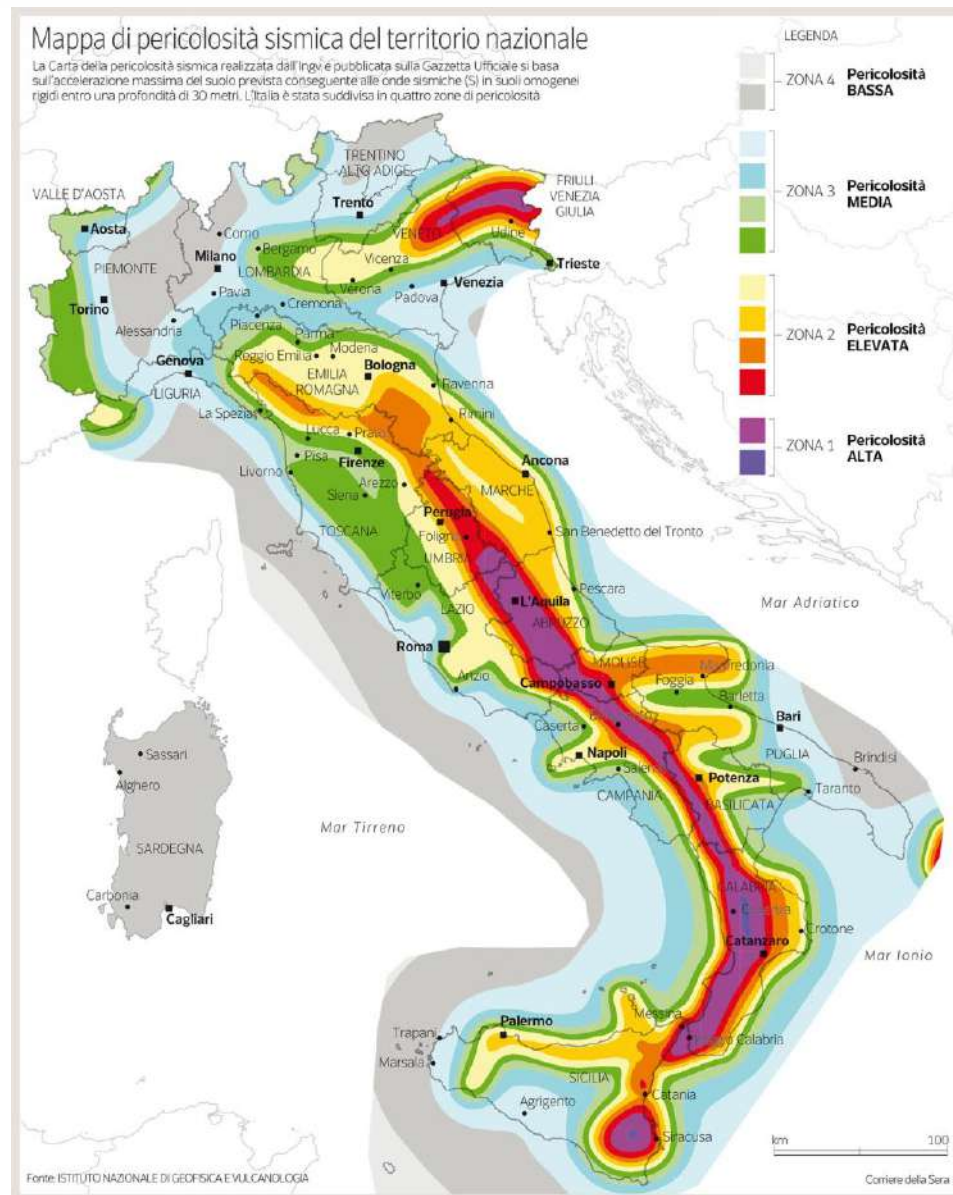 Mappa di pericolosità sismica del territorio nazionale
La Carta della pericolosità sismica realizzata dall'Ingv e pubblicata sulla Gazzetta Ufficiale si basa
sull'accelerazione massima del suolo prevista conseguente alle onde sismiche (S) in suoli omogenei
rigidi entro una profondità di 30 metri. L'Italia è stata suddivisa in quattro zone di pericolosità
LEGENDA
ZONA 4 Pericolosità
BASSA
ZONA 3 Pericolosità
MEDIA
ZONA 2 Pericolosità
ELEVATA
ZONA 1 Pericolosità
ALTA
TRENTINO
ALTO ADIGE
VALLE D'AOSTA
FRIULI
VENEZIA
GIULIA
Trento
Aosta
Como
VENETO
Udine
Bergamo
Milano
LOMBARDIA
Vicenza
Trieste
PIEMONTE
Verona
Padova
Venezia
Pavia
Torino
Cremona
Alessandria
Piacenza
Parma
Reggio Emilia
Modena
Genova
EMILIA
ROMAGNA
Bologna
Ravenna
LIGURIA
La Spezia
Rimini
Lucca
Prato
Pisa
Firenze
Livorno
Arezzo
Ancona
Siena
MARCHE
Perugia
TOSCANA
Foligno
San Benedetto del Tronto
UMBRIA
Viterbo
Pescara
L'Aquila
LAZIO
ABRUZZO
Mar Adriatico
Roma
MOLISE
Manfredonia
Anzio
Campobasso
Foggia
Barletta
Caserta
Bari
Napoli
PUGLIA
Brindisi
Sassari
Salerno
Potenza
Alghero
CAMPANIA
BASILICATA
Taranto
Mar Tirreno
SARDEGNA
CALABRIA
Carbonia
Cagliari
Crotone
Catanzaro
Mar Ionio
Messina
Palermo
Trapani
Reggio Calabria
Marsala
SICILIA
Catania
Agrigento
Siracusa
km 100
Fonte: ISTITUTO NAZIONALE DI GEOFISICA E VULCANOLOGIA
Corriere della Sera